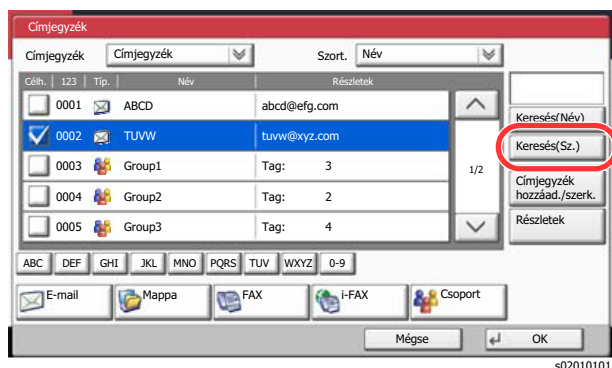 Címjegyzék
Címjegyzék Címjegyzék Szort. Név
Célh. 123 Típ. Név Részletek
0001 ABCD abcd@efg.com
0002 TUVW tuvw@xyz.com
0003 Group1 Tag: 3
0004 Group2 Tag: 2
0005 Group3 Tag: 4
1/2
Keresés(Név)
Keresés(Sz.)
Címjegyzék
hozzáad./szerk.
Részletek
ABC DEF GHI JKL MNO PQRS TUV WXYZ 0-9
E-mail Mappa FAX i-FAX Csoport
Mégse OK
s02010101